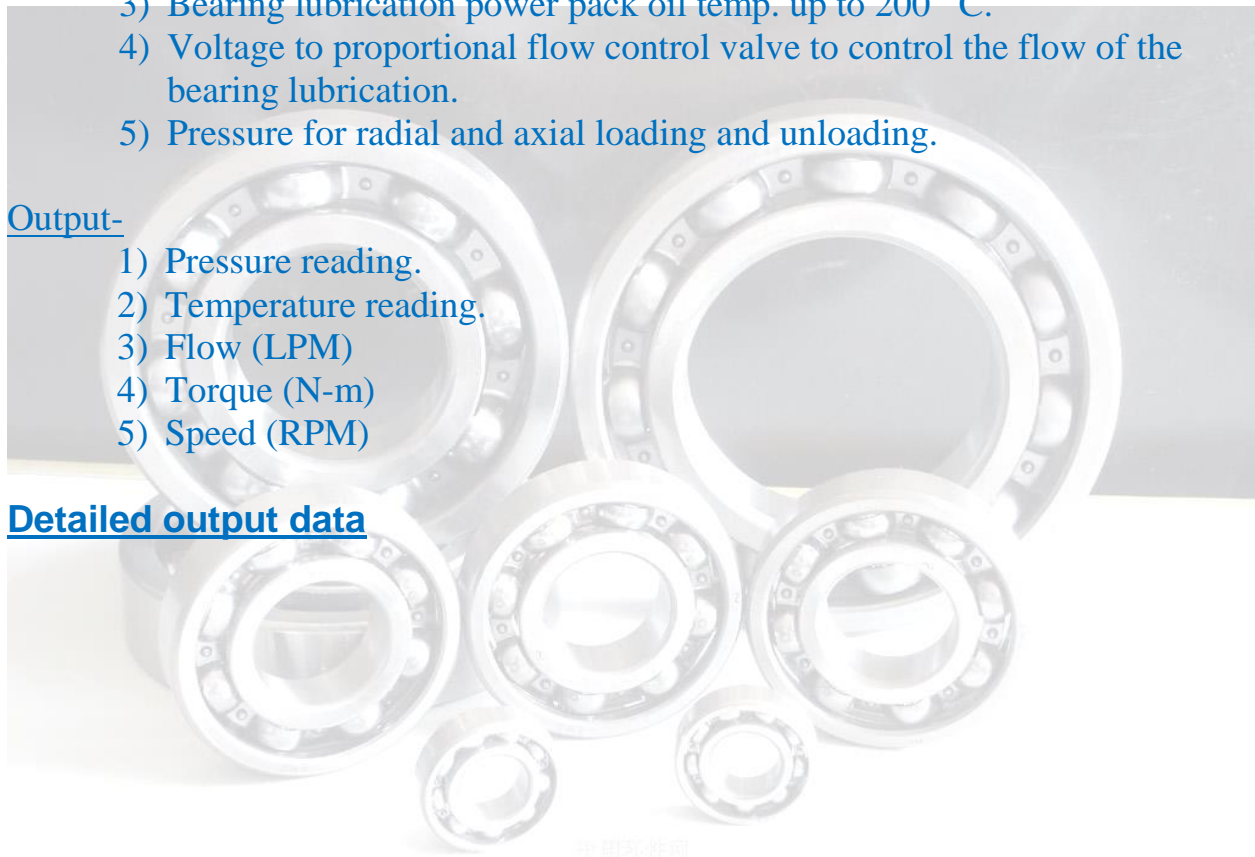 3) Bearing lubrication power pack oil temp. up to 200 °C.
4) Voltage to proportional flow control valve to control the flow of the
bearing lubrication.
5) Pressure for radial and axial loading and unloading.
Output-
1) Pressure reading.
2) Temperature reading.
3) Flow (LPM)
4) Torque (N-m)
5) Speed (RPM)
Detailed output data